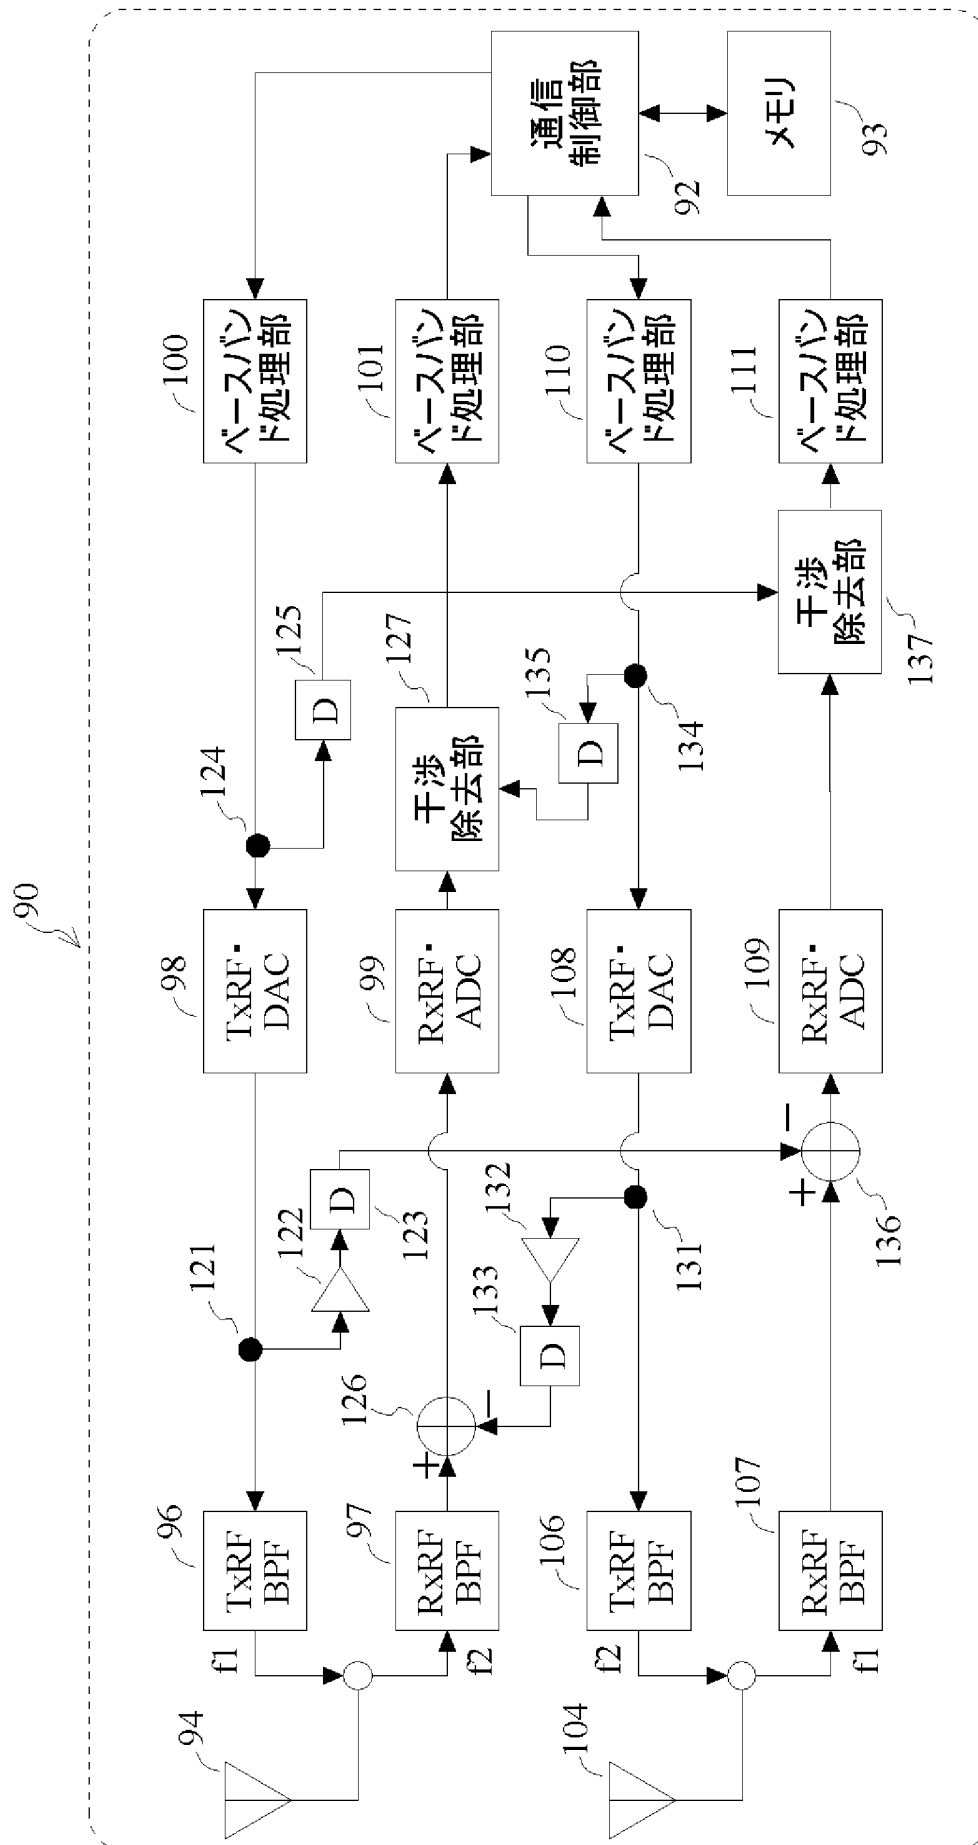 90
94
f1
96
TxRF
BPF
121
122
D
123
98
TxRF・
DAC
124
D
125
100
ベースバン
ド処理部
f2
97
RxRF
BPF
+
−
126
99
RxRF・
ADC
干渉
除去部
127
101
ベースバン
ド処理部
通信
制御部
92
メモリ
93
104
f2
106
TxRF
BPF
D
133
132
131
108
TxRF・
DAC
D
135
134
110
ベースバン
ド処理部
f1
107
RxRF
BPF
+
−
136
109
RxRF・
ADC
干渉
除去部
137
111
ベースバン
ド処理部